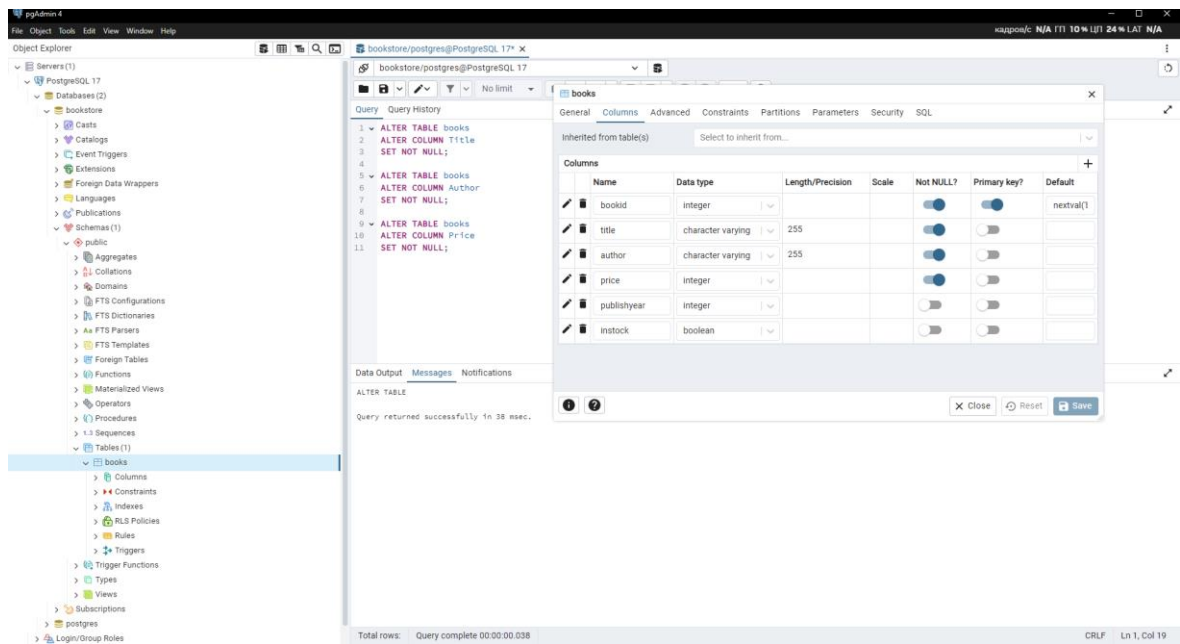 pgAdmin 4
File Object Tools Edit View Window Help
кадров/с N/A ГП 10 % ЦП 24 % LAT N/A
Object Explorer
Servers (1)
PostgreSQL 17
Databases (2)
bookstore
Casts
Catalogs
Event Triggers
Extensions
Foreign Data Wrappers
Languages
Publications
Schemas (1)
public
Aggregates
Collations
Domains
FTS Configurations
FTS Dictionaries
FTS Parsers
FTS Templates
Foreign Tables
Functions
Materialized Views
Operators
Procedures
Sequences
Tables (1)
books
Columns
Constraints
Indexes
RLS Policies
Rules
Triggers
Trigger Functions
Types
Views
Subscriptions
postgres
Login/Group Roles
bookstore/postgres@PostgreSQL 17*
bookstore/postgres@PostgreSQL 17
No limit
Query Query History
1 ALTER TABLE books
2 ALTER COLUMN Title
3 SET NOT NULL;
4
5 ALTER TABLE books
6 ALTER COLUMN Author
7 SET NOT NULL;
8
9 ALTER TABLE books
10 ALTER COLUMN Price
11 SET NOT NULL;
Data Output Messages Notifications
ALTER TABLE
Query returned successfully in 38 msec.
books
General Columns Advanced Constraints Partitions Parameters Security SQL
Inherited from table(s) Select to inherit from...
Columns
Name Data type Length/Precision Scale Not NULL? Primary key? Default
bookid integer nextval('l
title character varying 255
author character varying 255
price integer
publishyear integer
instock boolean
Close Reset Save
Total rows: Query complete 00:00:00.038 CRLF Ln 1, Col 19